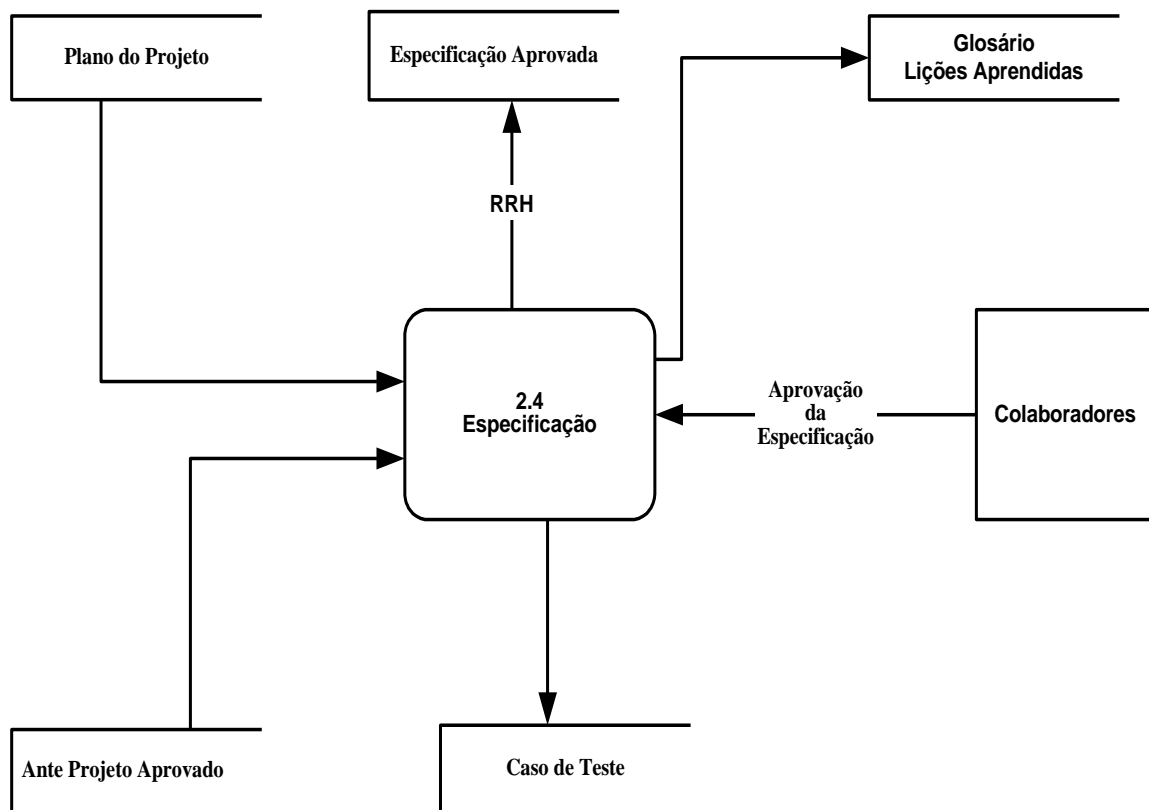 Plano do Projeto
Especificação Aprovada
Glosário
Lições Aprendidas
RRH
2.4
Especificação
Aprovação
da
Especificação
Colaboradores
Ante Projeto Aprovado
Caso de Teste